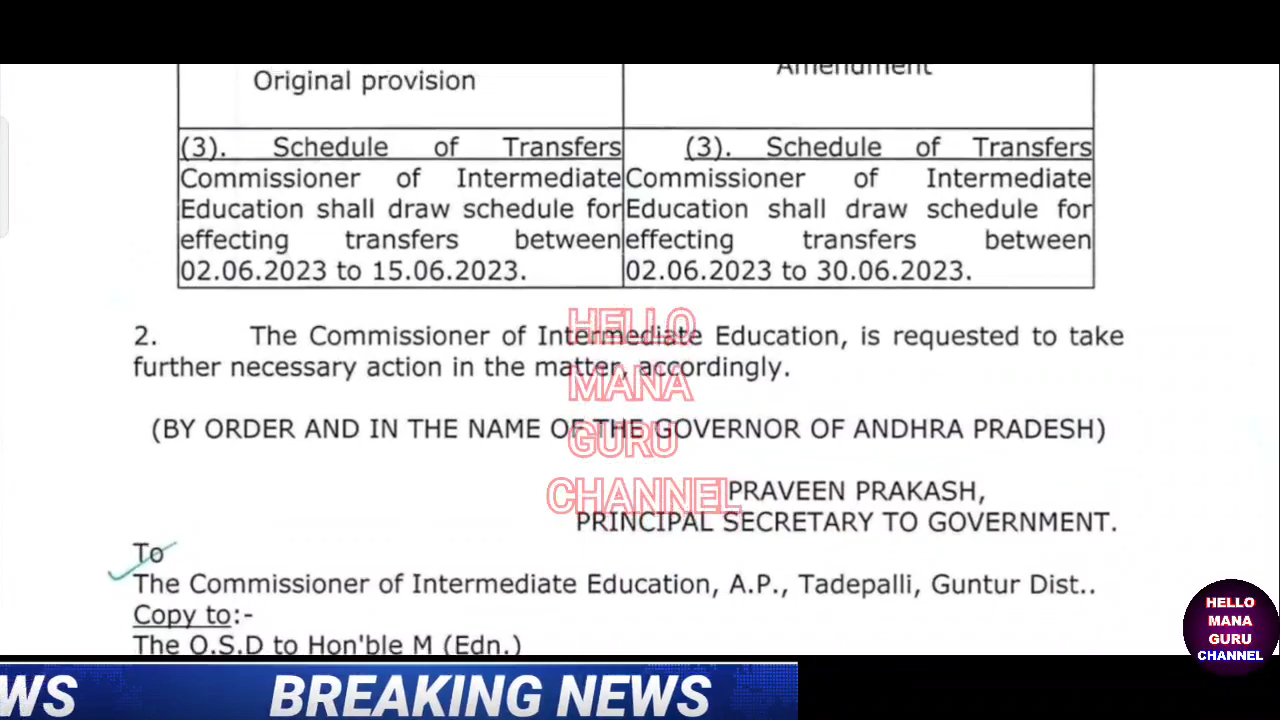 Original provision
Amendment
(3). Schedule of Transfers
Commissioner of Intermediate
Education shall draw schedule for
effecting transfers between
02.06.2023 to 15.06.2023.
(3). Schedule of Transfers
Commissioner of Intermediate
Education shall draw schedule for
effecting transfers between
02.06.2023 to 30.06.2023.
2. The Commissioner of Intermediate Education, is requested to take
further necessary action in the matter, accordingly.
(BY ORDER AND IN THE NAME OF THE GOVERNOR OF ANDHRA PRADESH)
PRAVEEN PRAKASH,
PRINCIPAL SECRETARY TO GOVERNMENT.
To
The Commissioner of Intermediate Education, A.P., Tadepalli, Guntur Dist..
Copy to:-
The O.S.D to Hon'ble M (Edn.)
HELLO
MANA
GURU
CHANNEL
HELLO
MANA
GURU
CHANNEL
WS BREAKING NEWS